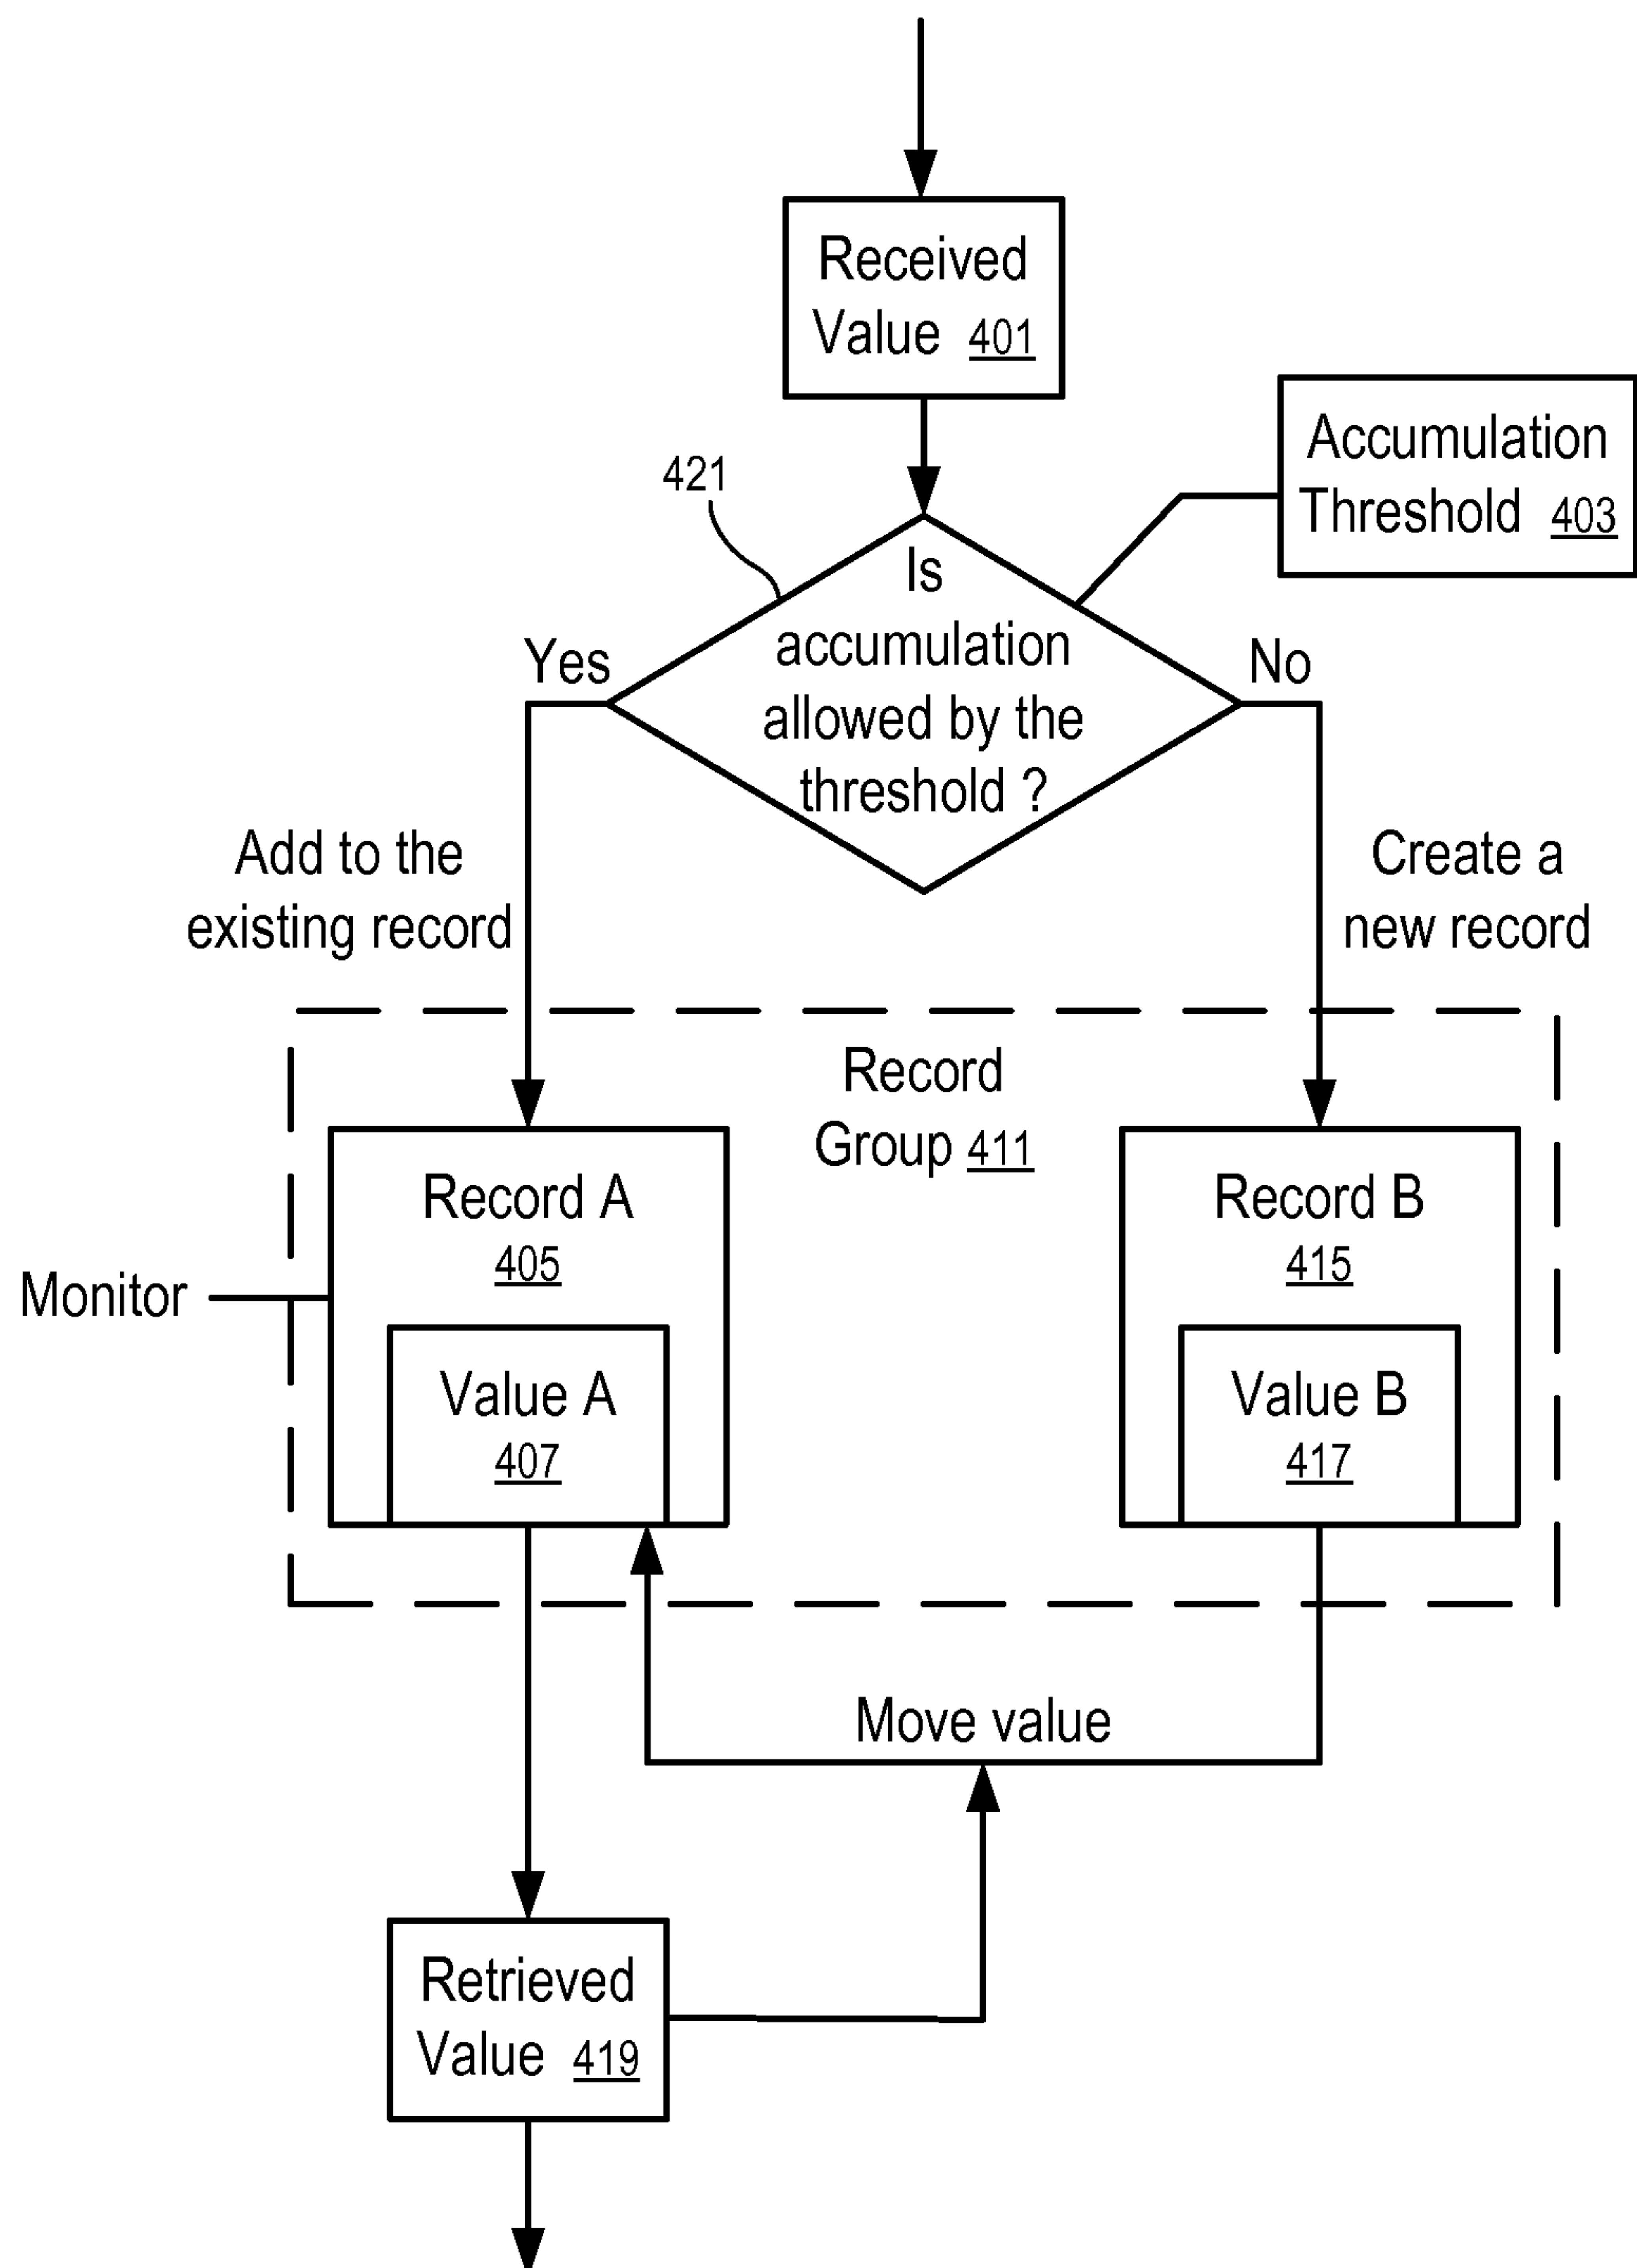 Received
Value 401
Accumulation
Threshold 403
421
Is
accumulation
allowed by the
threshold ?
Yes
No
Add to the
existing record
Create a
new record
Record
Group 411
Record A
405
Record B
415
Monitor
Value A
407
Value B
417
Move value
Retrieved
Value 419